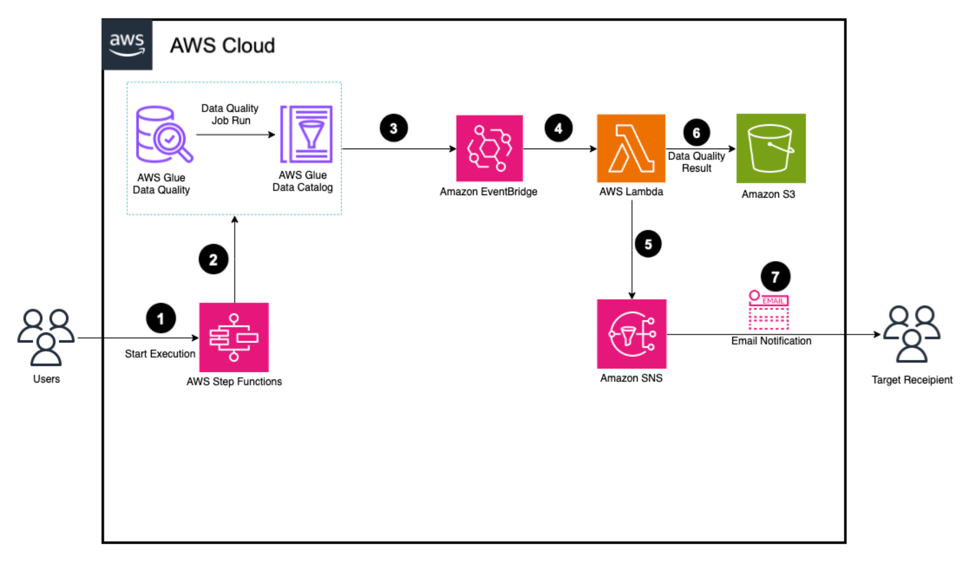 aws
AWS Cloud
Data Quality
Job Run
AWS Glue
Data Quality
AWS Glue
Data Catalog
3
Amazon EventBridge
4
AWS Lambda
6
Data Quality
Result
Amazon S3
2
5
1
Start Execution
Users
AWS Step Functions
Amazon SNS
7
EMAIL
Email Notification
Target Receipient